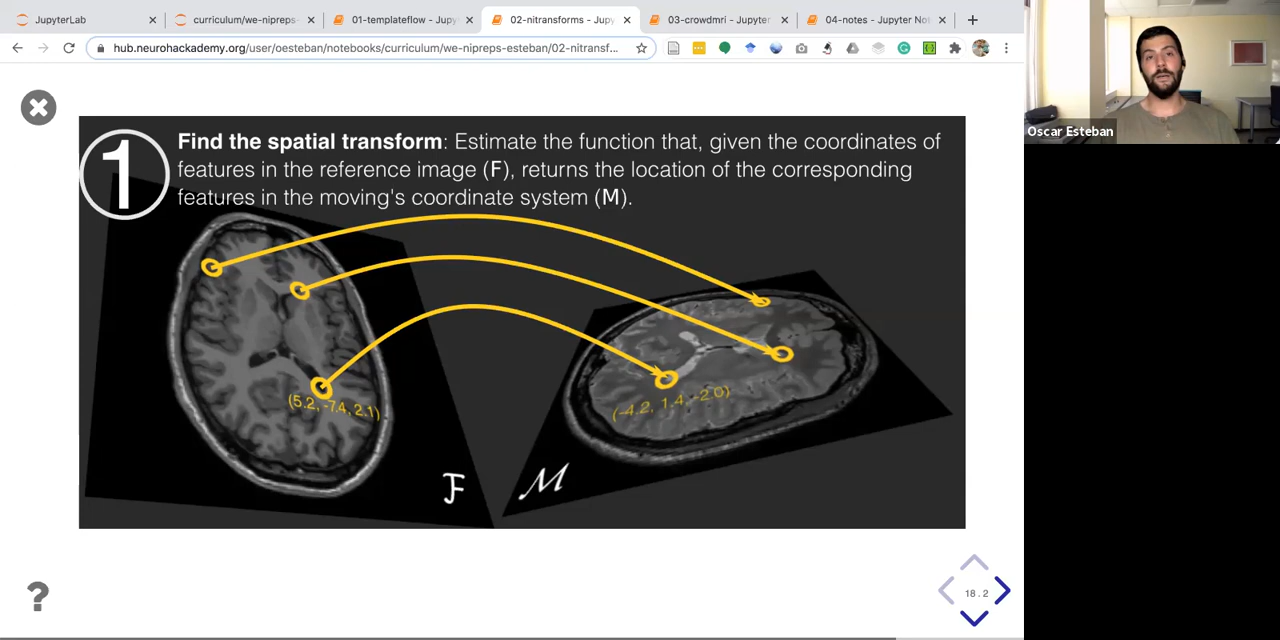 JupyterLab
curriculum/we-nipreps-
01-templateflow - Jupy
02-nitransforms - Jupy
03-crowdmri - Jupyter
04-notes - Jupyter No
hub.neurohackademy.org/user/oesteban/notebooks/curriculum/we-nipreps-esteban/02-nitransf...
Oscar Esteban
1
Find the spatial transform: Estimate the function that, given the coordinates of
features in the reference image (F), returns the location of the corresponding
features in the moving's coordinate system (M).
(5.2, -7.4, 2.1)
(-4.2, 1.4, -2.0)
F
M
?
18.2